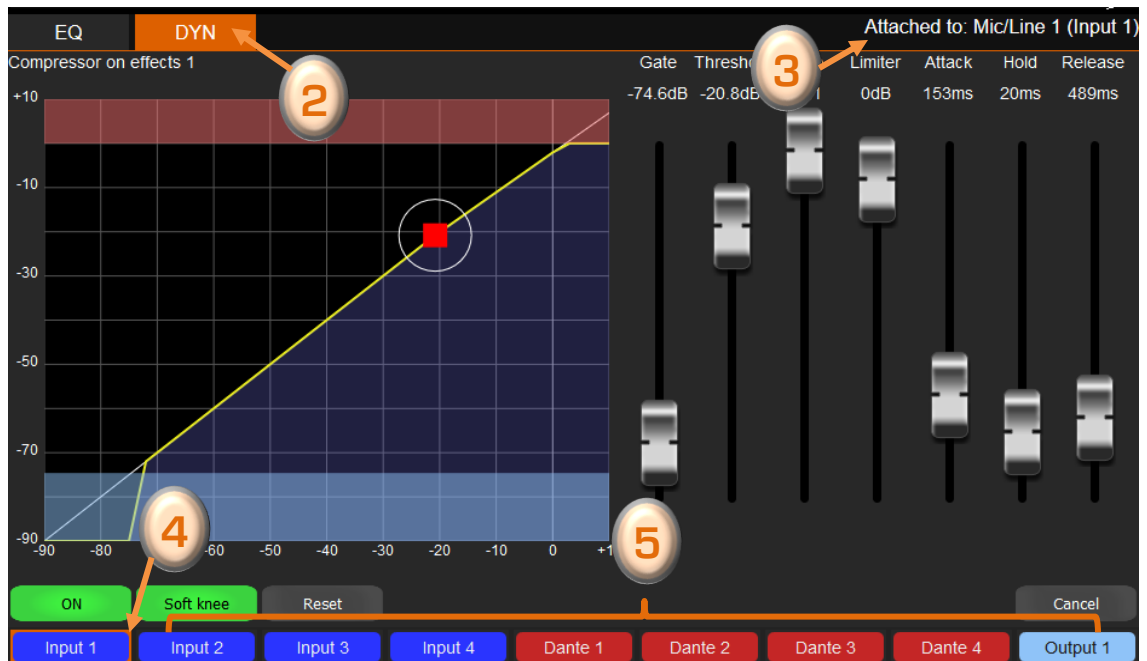 EQ DYN
Attached to: Mic/Line 1 (Input 1)
Compressor on effects 1
2
3
Gate Limiter Attack Hold Release
-74.6dB -20.8dB 0dB 153ms 20ms 489ms
+10
-10
-30
-50
-70
-90
-90 -80 -60 -50 -40 -30 -20 -10 0
4
5
ON Soft knee Reset Cancel
Input 1 Input 2 Input 3 Input 4 Dante 1 Dante 2 Dante 3 Dante 4 Output 1